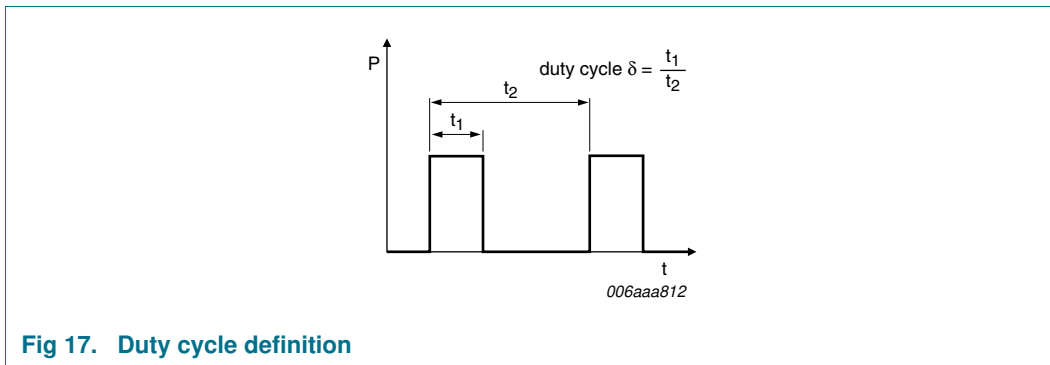 P
duty cycle δ = t1
t2
t2
t1
t
006aaa812
Fig 17. Duty cycle definition